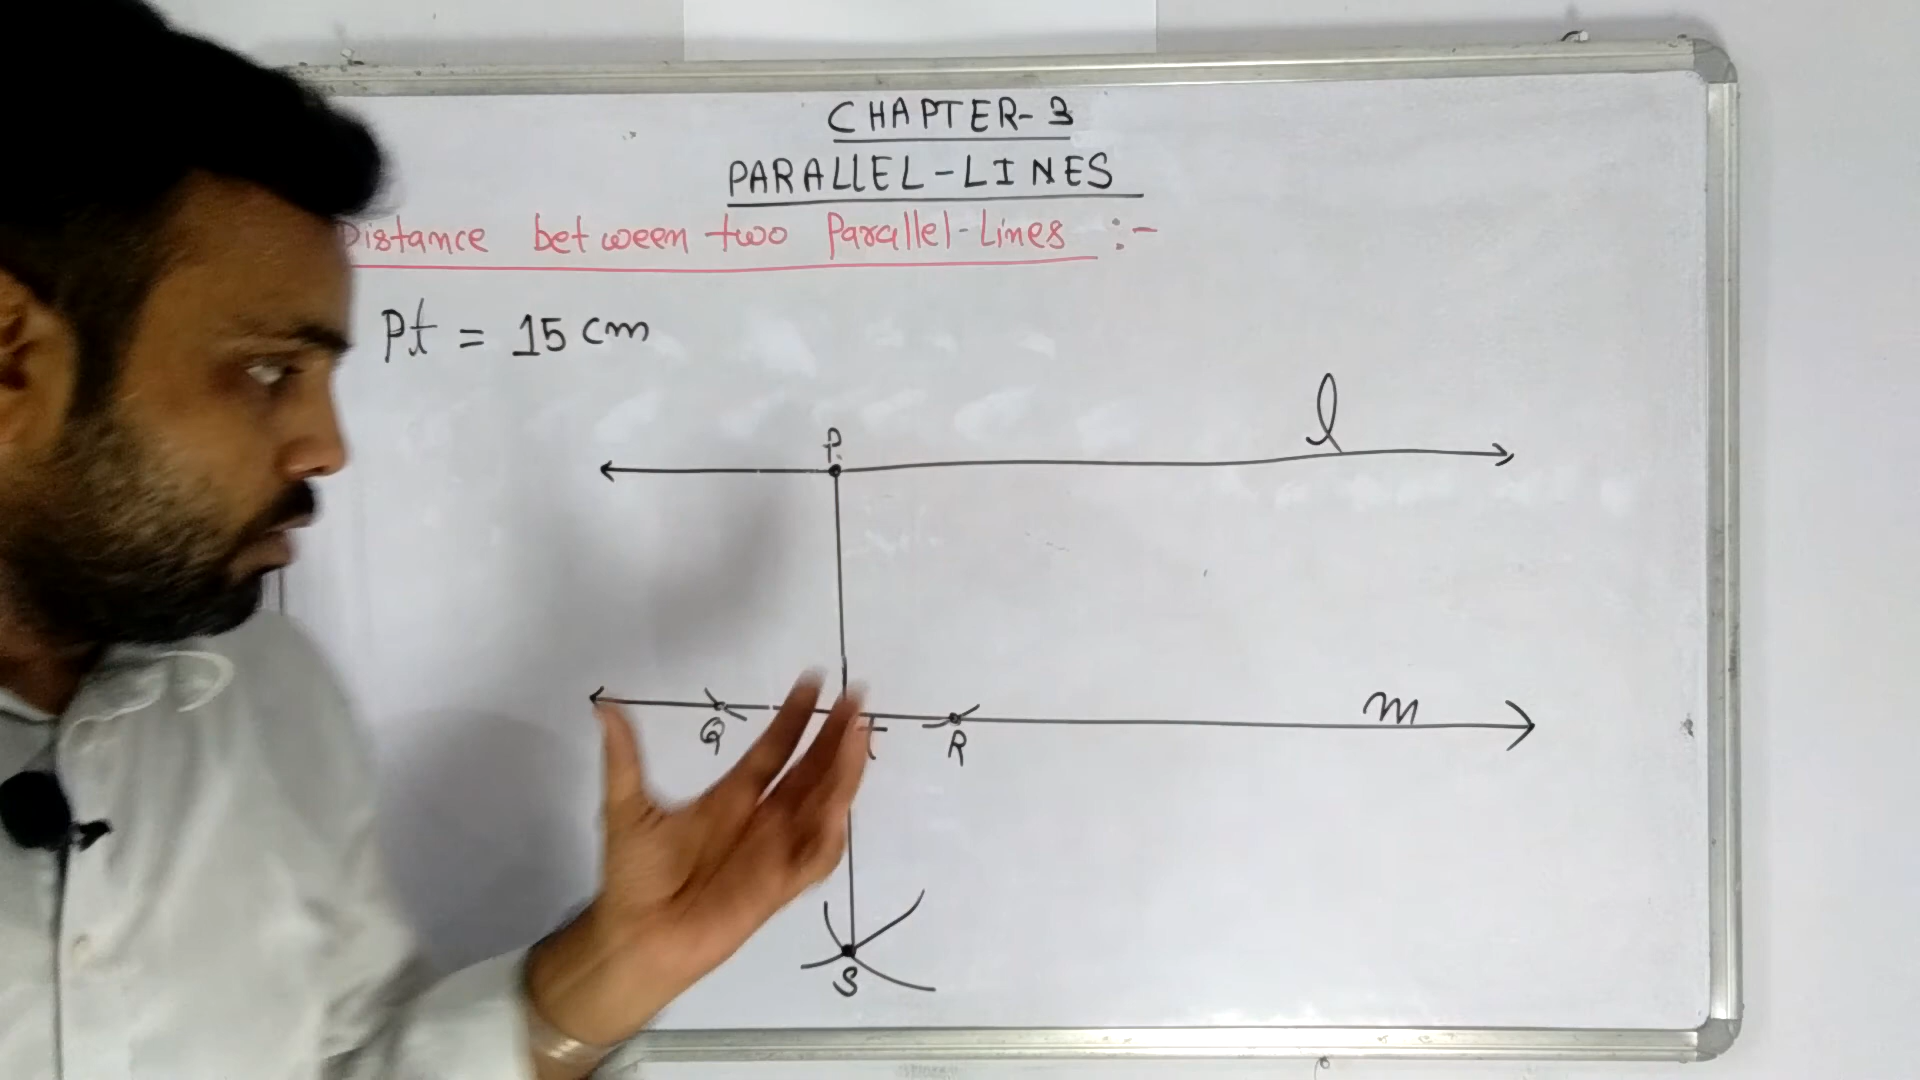 CHAPTER-3
PARALLEL-LINES
Distance between two Parallel-Lines :-
Pt = 15 cm
l
P
m
Q t R
S